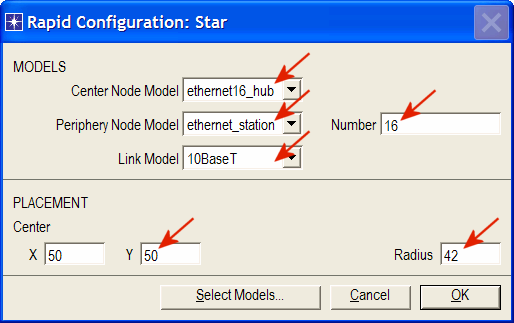 Rapid Configuration: Star
MODELS
Center Node Model ethernet16_hub
Periphery Node Model ethernet_station Number 16
Link Model 10BaseT
PLACEMENT
Center
X 50 Y 50 Radius 42
Select Models... Cancel OK